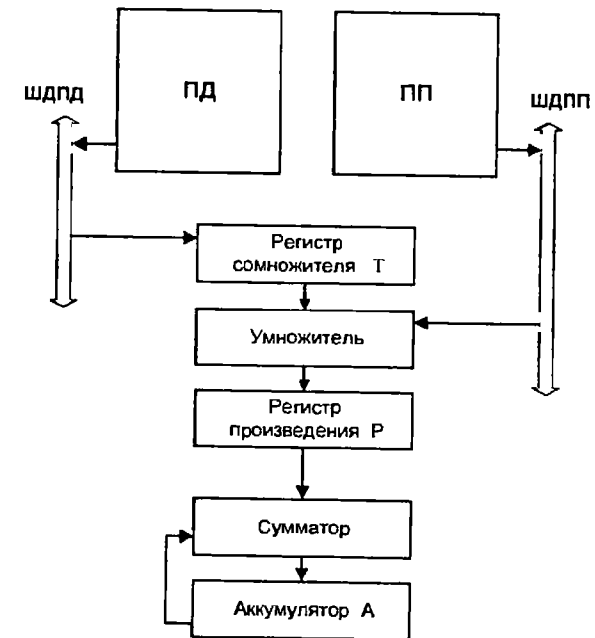 ПД
ПП
ШДПД
ШДПП
Регистр
сомножителя T
Умножитель
Регистр
произведения Р
Сумматор
Аккумулятор А